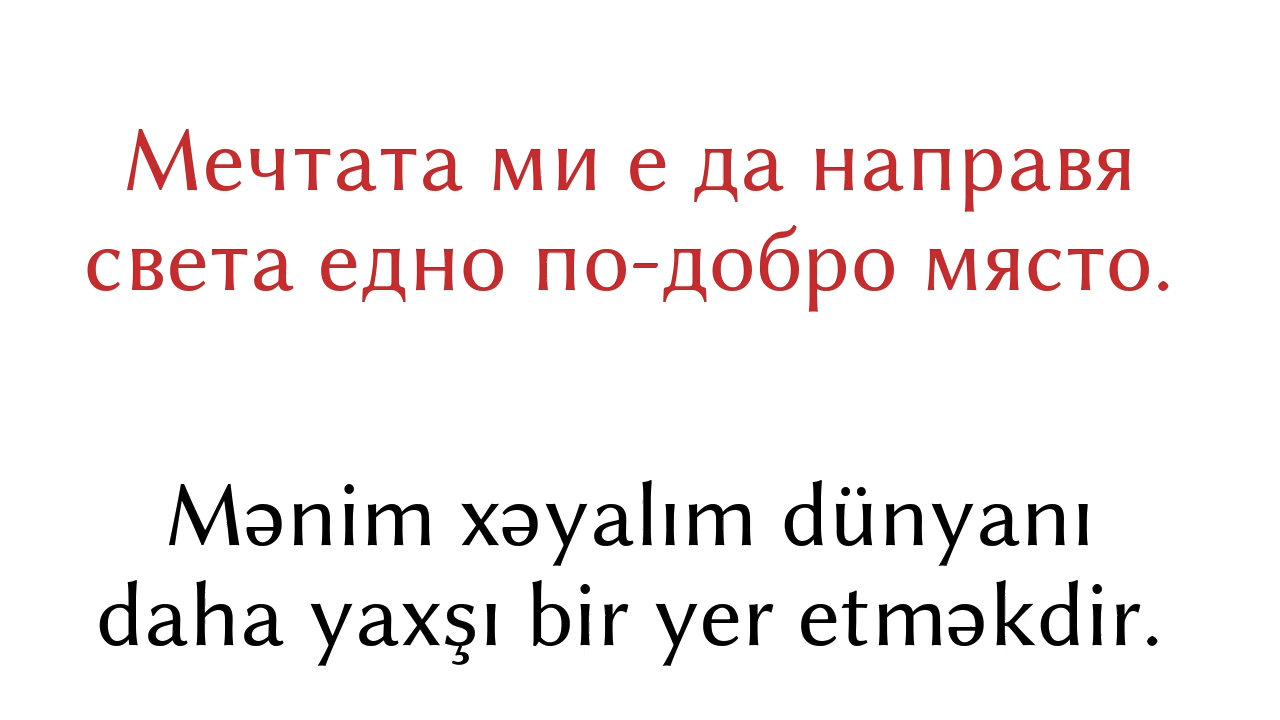 Мечтата ми е да направя
света едно по-добро място.
Mənim xəyalım dünyanı
daha yaxşı bir yer etməkdir.